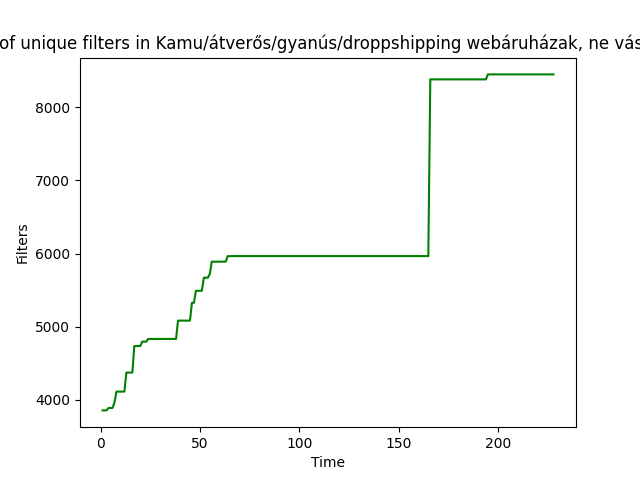 of unique filters in Kamu/átverős/gyanús/droppshipping webáruházak, ne vás
8000
7000
6000
5000
4000
Filters
0 50 100 150 200
Time